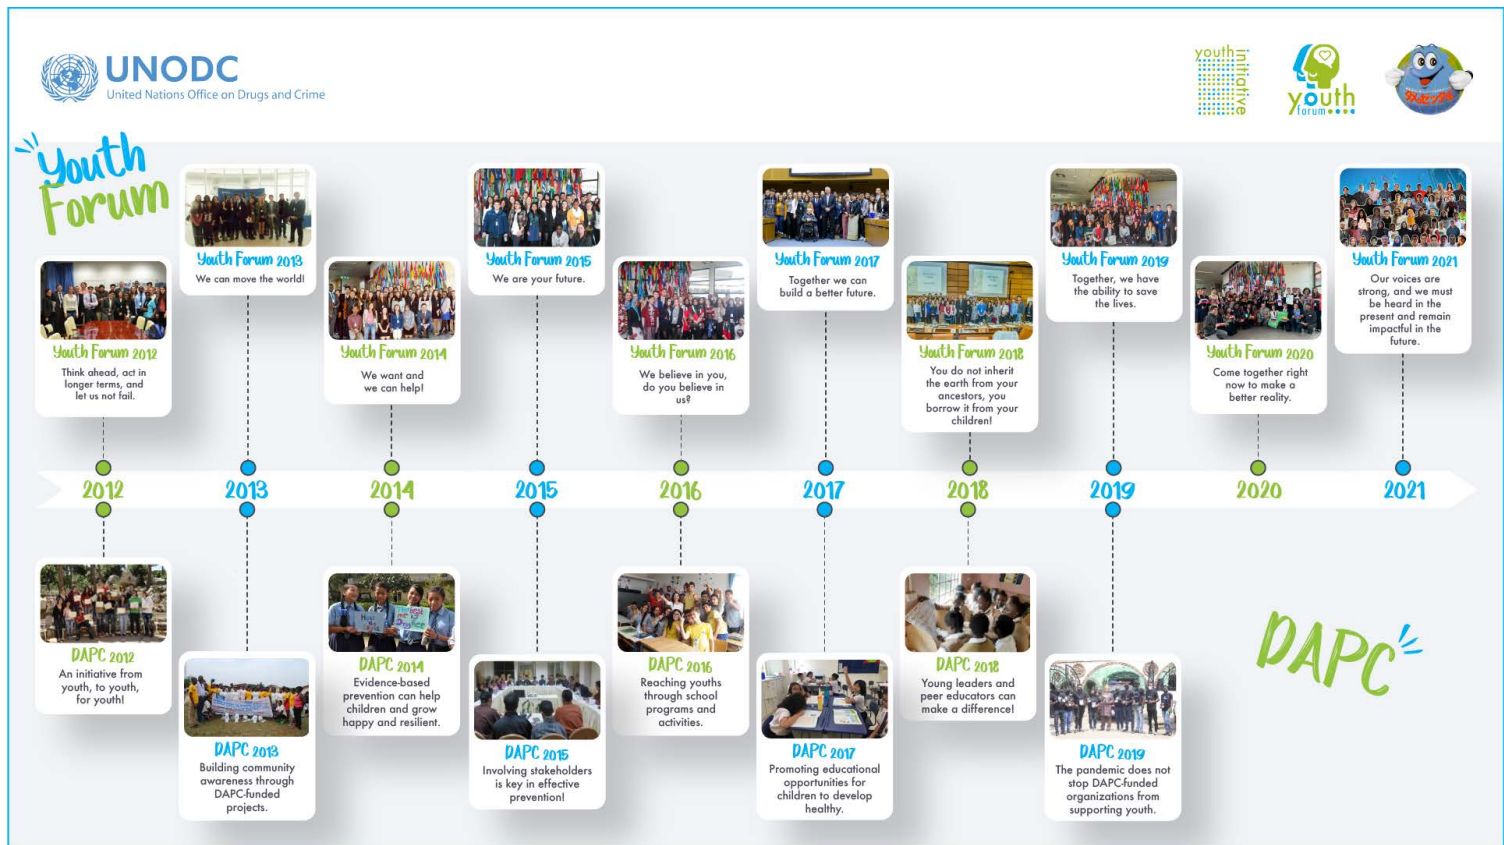 UNODC
United Nations Office on Drugs and Crime
youth
initiative
youth
forum
Youth
Forum
Youth Forum 2012
Think ahead, act in
longer terms, and
let us not fail.
Youth Forum 2013
We can move the world!
Youth Forum 2014
We want and
we can help!
Youth Forum 2015
We are your future.
Youth Forum 2016
We believe in you,
do you believe in
us?
Youth Forum 2017
Together we can
build a better future.
Youth Forum 2018
You do not inherit
the earth from your
ancestors, you
borrow it from your
children!
Youth Forum 2019
Together, we have
the ability to save
the lives.
Youth Forum 2020
Come together right
now to make a
better reality.
Youth Forum 2021
Our voices are
strong, and we must
be heard in the
present and remain
impactful in the
future.
2012
2013
2014
2015
2016
2017
2018
2019
2020
2021
DAPC 2012
An initiative from
youth, to youth,
for youth!
DAPC 2013
Building community
awareness through
DAPC-funded
projects.
DAPC 2014
Evidence-based
prevention can help
children and grow
happy and resilient.
DAPC 2015
Involving stakeholders
is key in effective
prevention!
DAPC 2016
Reaching youths
through school
programs and
activities.
DAPC 2017
Promoting educational
opportunities for
children to develop
healthy.
DAPC 2018
Young leaders and
peer educators can
make a difference!
DAPC 2019
The pandemic does not
stop DAPC-funded
organizations from
supporting youth.
DAPC